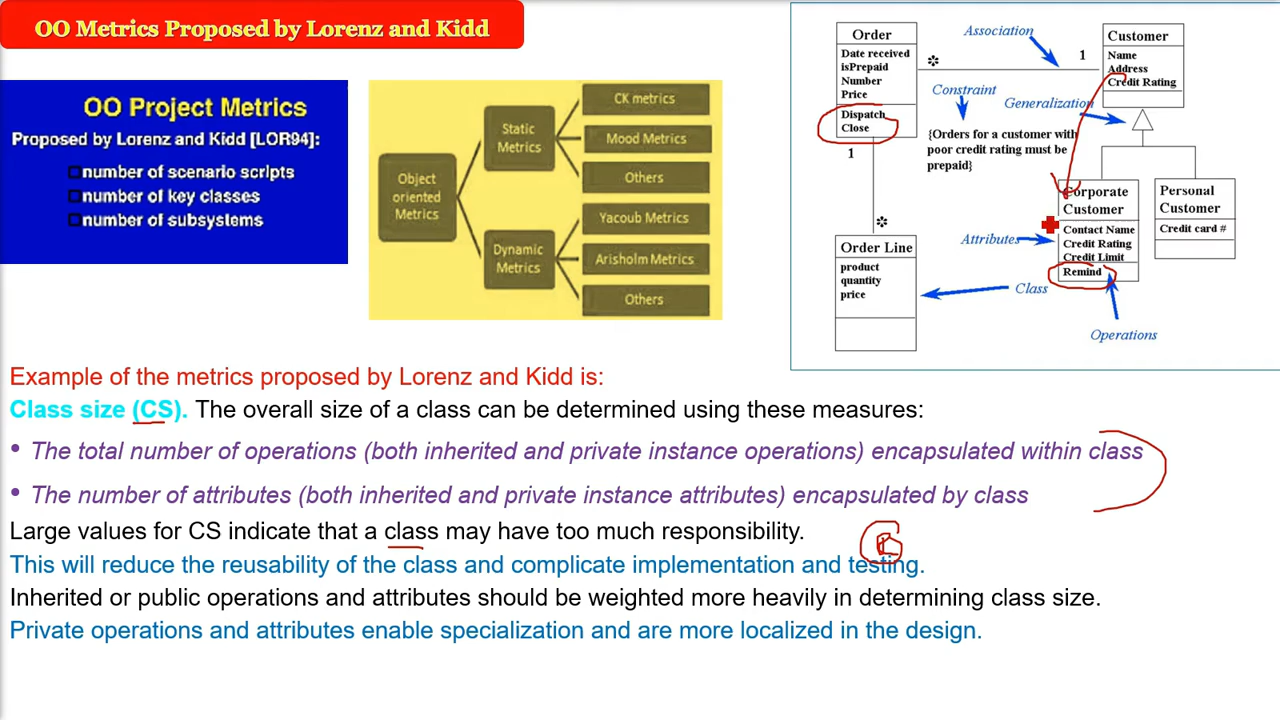 OO Metrics Proposed by Lorenz and Kidd
OO Project Metrics
Proposed by Lorenz and Kidd [LOR94]:
number of scenario scripts
number of key classes
number of subsystems
Object
oriented
Metrics
Static
Metrics
Dynamic
Metrics
CK metrics
Mood Metrics
Others
Yacoub Metrics
Arisholm Metrics
Others
Order
Date received
isPrepaid
Number
Price
Dispatch
Close
*
Association
1
Customer
Name
Address
Credit Rating
Constraint
Generalization
{Orders for a customer with
poor credit rating must be
prepaid}
1
*
Corporate
Customer
Contact Name
Credit Rating
Credit Limit
Remind
Personal
Customer
Credit card #
Attributes
Order Line
product
quantity
price
Class
Operations
Example of the metrics proposed by Lorenz and Kidd is:
Class size (CS). The overall size of a class can be determined using these measures:
• The total number of operations (both inherited and private instance operations) encapsulated within class
• The number of attributes (both inherited and private instance attributes) encapsulated by class
Large values for CS indicate that a class may have too much responsibility.
This will reduce the reusability of the class and complicate implementation and testing.
Inherited or public operations and attributes should be weighted more heavily in determining class size.
Private operations and attributes enable specialization and are more localized in the design.